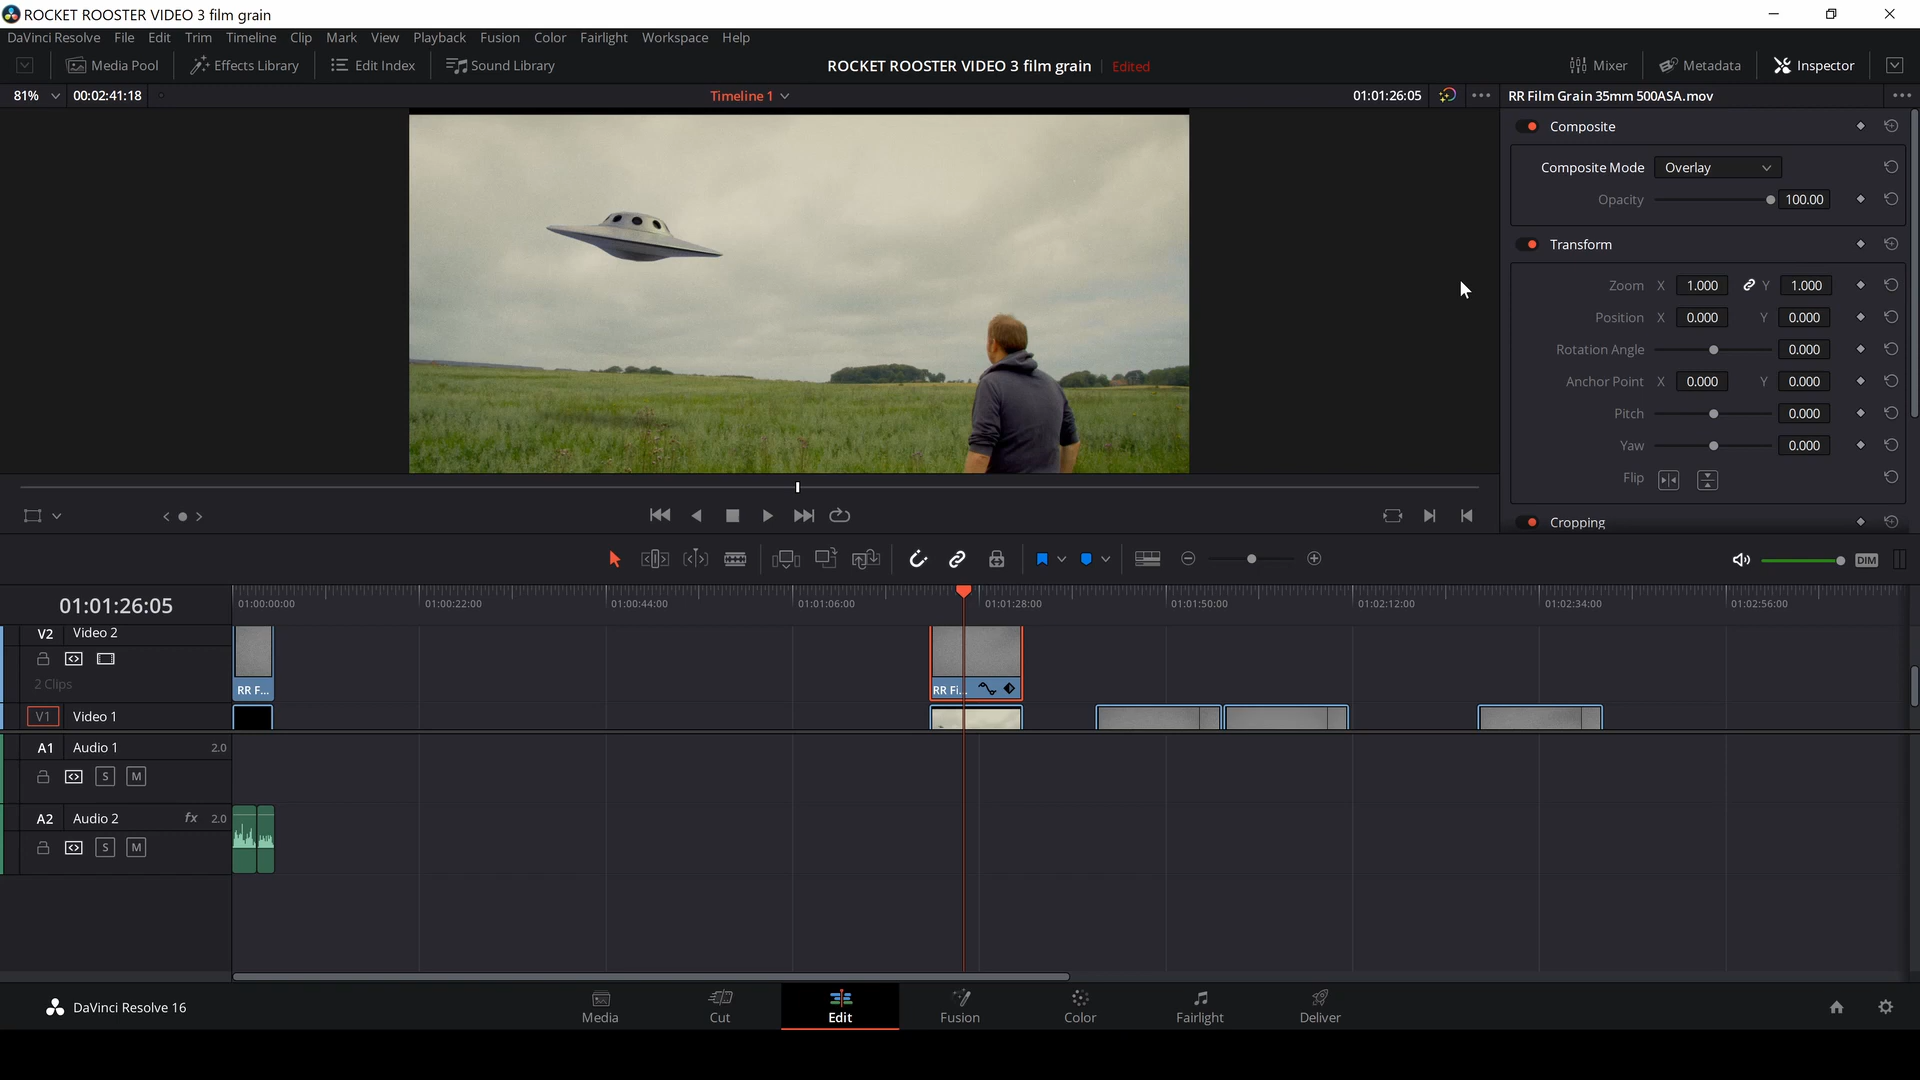 ROCKET ROOSTER VIDEO 3 film grain
DaVinci Resolve File Edit Trim Timeline Clip Mark View Playback Fusion Color Fairlight Workspace Help
Media Pool Effects Library Edit Index Sound Library ROCKET ROOSTER VIDEO 3 film grain Edited Mixer Metadata Inspector
81% 00:02:41:18 Timeline 1 01:01:26:05 RR Film Grain 35mm 500ASA.mov
Composite
Composite Mode Overlay
Opacity 100.00
Transform
Zoom X 1.000 Y 1.000
Position X 0.000 Y 0.000
Rotation Angle 0.000
Anchor Point X 0.000 Y 0.000
Pitch 0.000
Yaw 0.000
Flip
Cropping
DIM
01:01:26:05 01:00:00:00 01:00:22:00 01:00:44:00 01:01:06:00 01:01:28:00 01:01:50:00 01:02:12:00 01:02:34:00 01:02:56:00
V2 Video 2
2 Clips
RR F... RR Fi...
V1 Video 1
A1 Audio 1 2.0
S M
A2 Audio 2 fx 2.0
S M
DaVinci Resolve 16 Media Cut Edit Fusion Color Fairlight Deliver